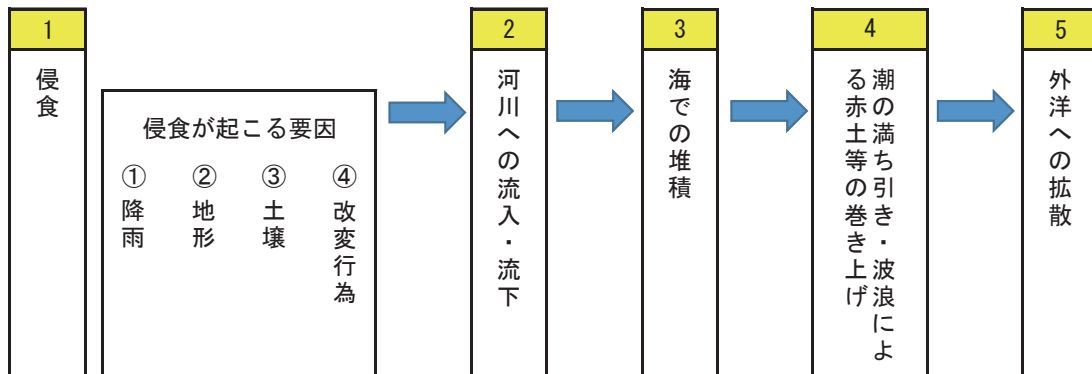 1
侵食
侵食が起こる要因
①降雨
②地形
③土壌
④改変行為
2
河川への流入・流下
3
海での堆積
4
潮の満ち引き・波浪によ
る赤土等の巻き上げ
5
外洋への拡散